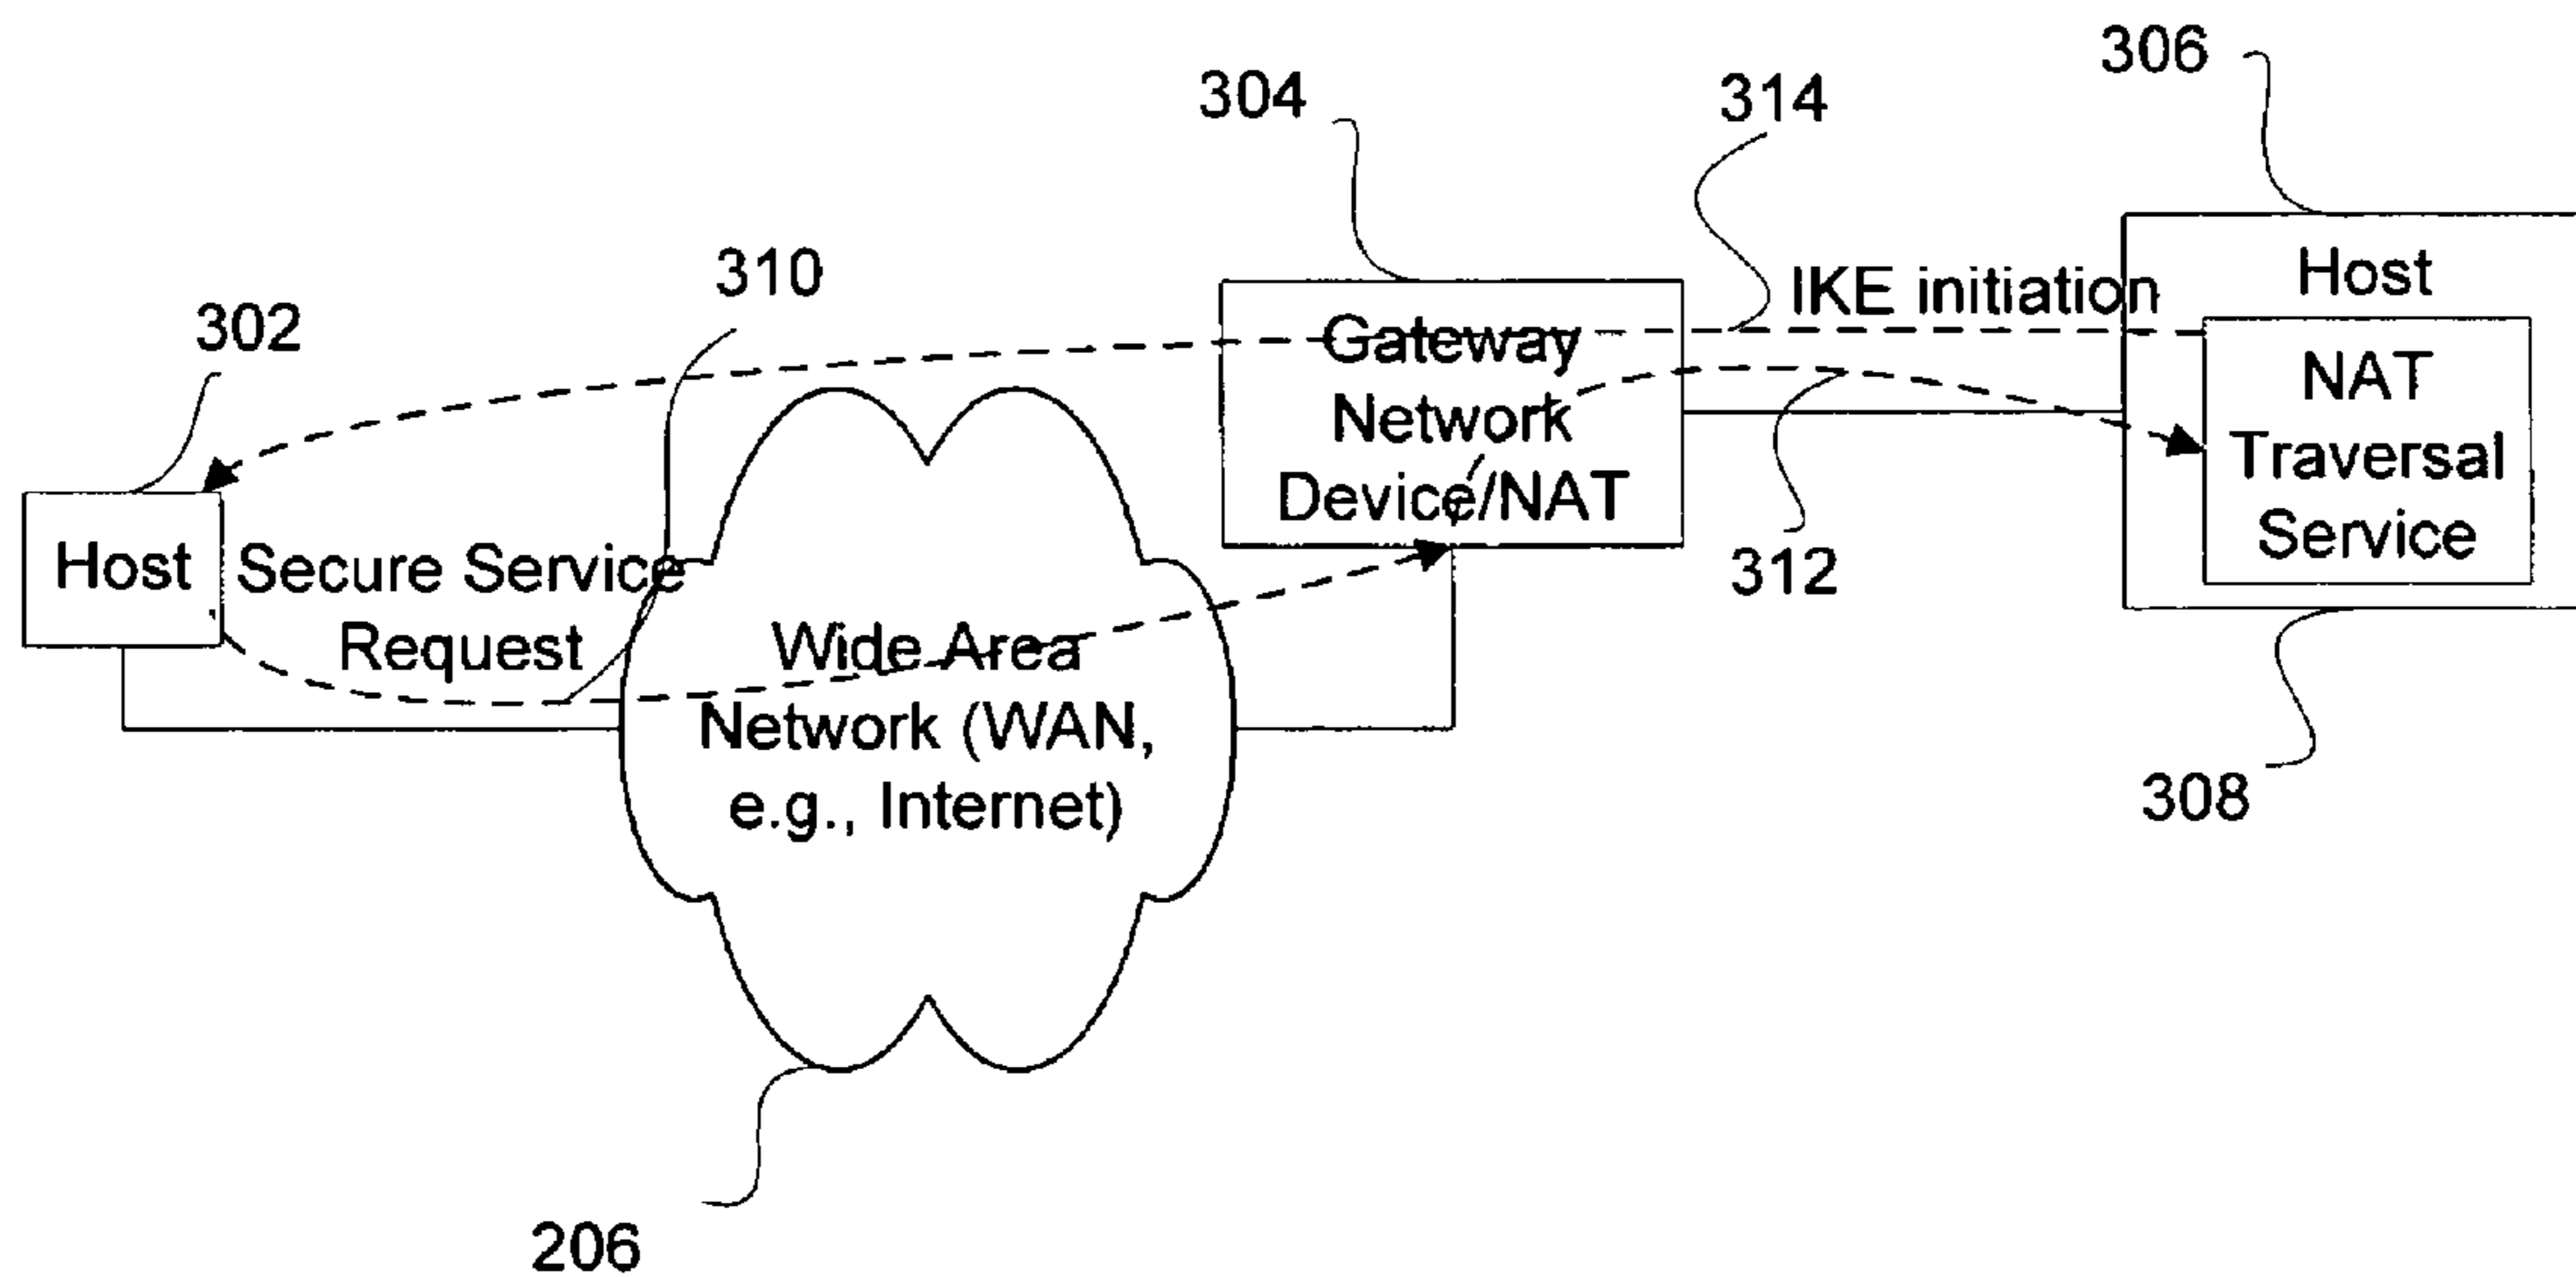 306
304
314
310
302
IKE initiation
Host
Gateway
Network
Device/NAT
NAT
Traversal
Service
312
Host
Secure Service
Request
Wide Area
Network (WAN,
e.g., Internet)
308
206